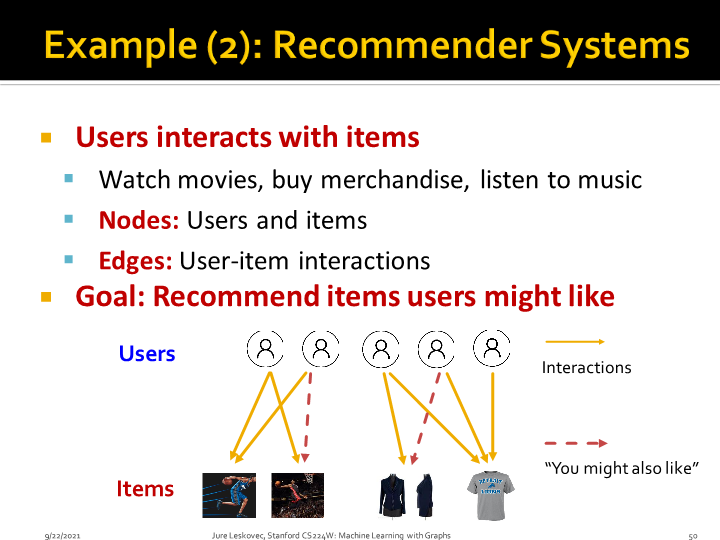 Example (2): Recommender Systems
Users interacts with items
Watch movies, buy merchandise, listen to music
Nodes: Users and items
Edges: User-item interactions
Goal: Recommend items users might like
Users
Interactions
"You might also like"
Items
9/22/2021
Jure Leskovec, Stanford CS224W: Machine Learning with Graphs
50